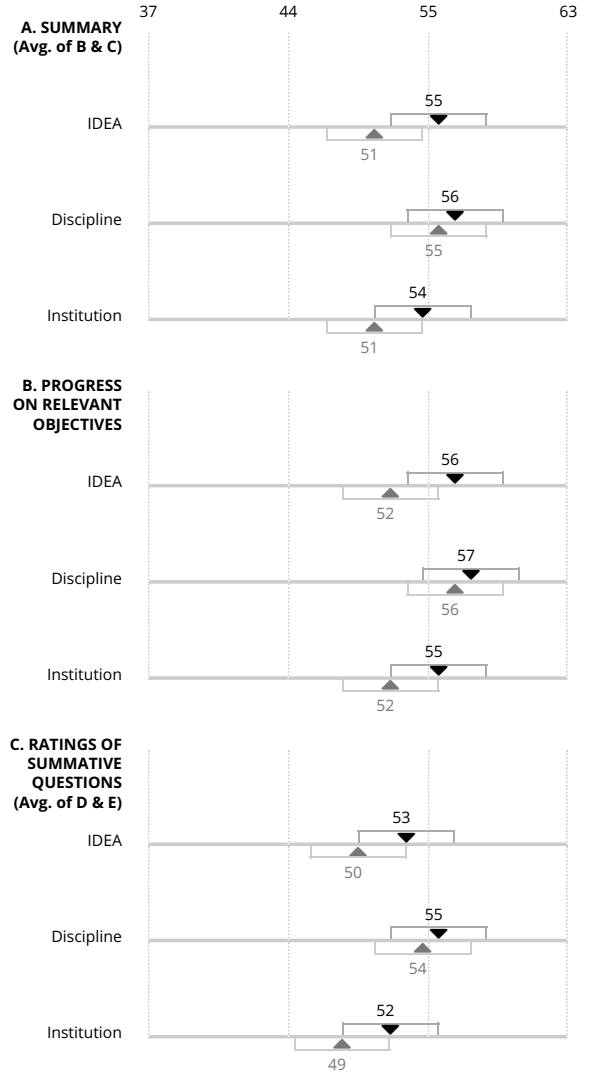 37 44 55 63
A. SUMMARY
(Avg. of B & C)
55
IDEA
51
56
Discipline
55
54
Institution
51
B. PROGRESS
ON RELEVANT
OBJECTIVES
56
IDEA
52
57
Discipline
56
55
Institution
52
C. RATINGS OF
SUMMATIVE
QUESTIONS
(Avg. of D & E)
53
IDEA
50
55
Discipline
54
52
Institution
49